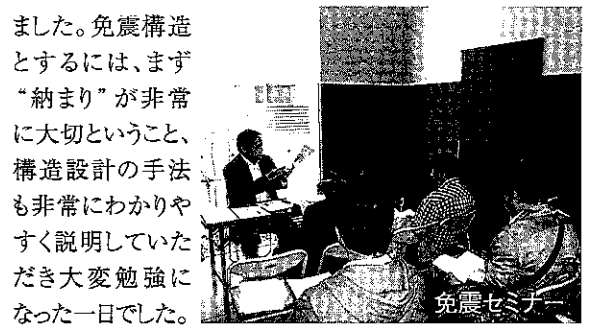 ました。免震構造
とするには、まず
“納まり”が非常
に大切ということ、
構造設計の手法
も非常にわかりや
すく説明していた
だき大変勉強に
なった一日でした。
免震セミナー